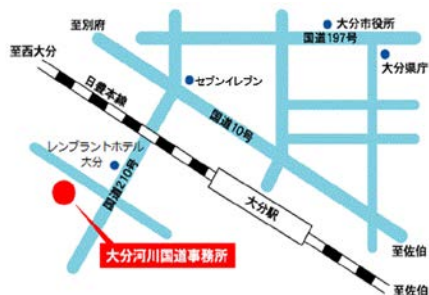 至別府
大分市役所
国道197号
至西大分
大分県庁
セブンイレブン
日豊本線
国道10号
レンブラントホテル
大分
国道210号
大分駅
大分河川国道事務所
至佐伯
至佐伯